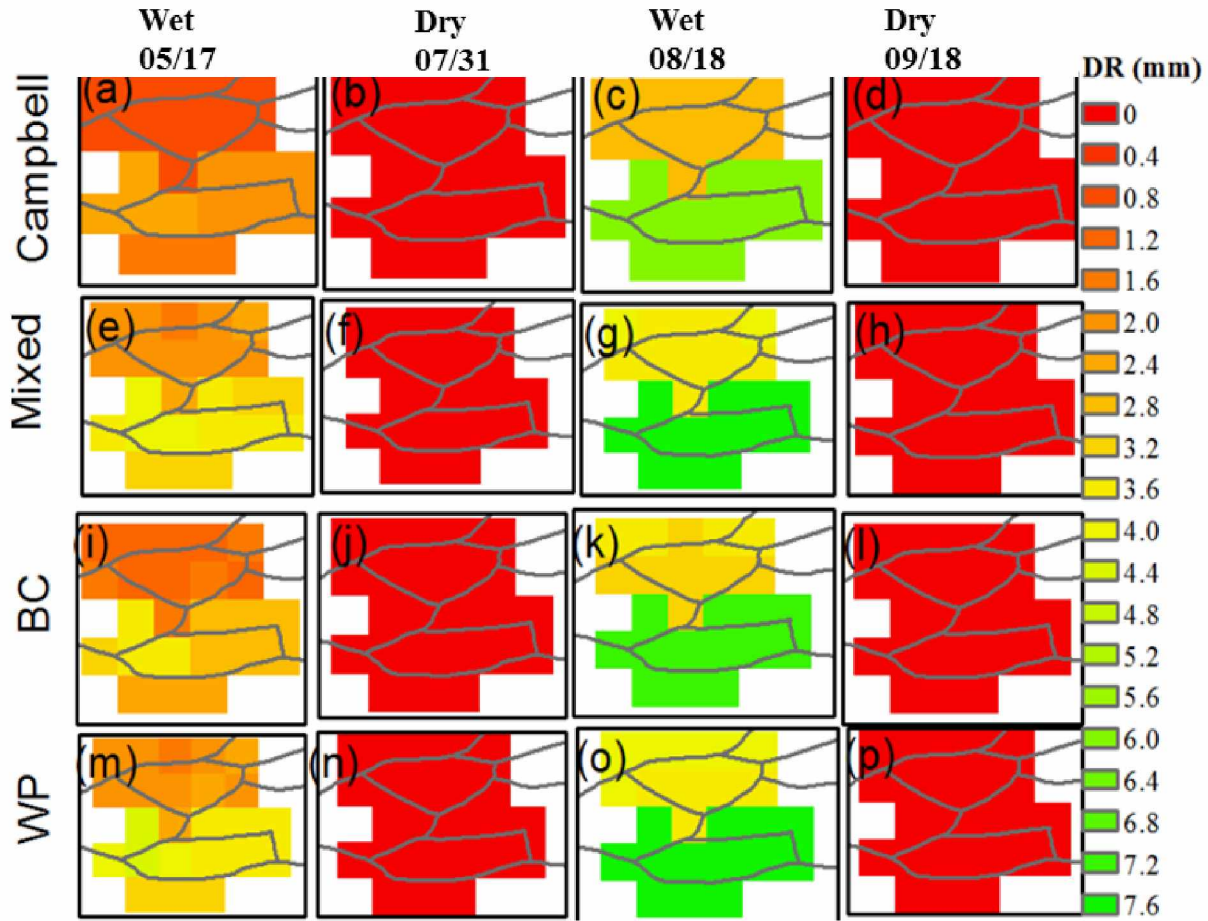 Wet Dry Wet Dry
05/17 07/31 08/18 09/18
DR (mm)
Campbell
(a) (b) (c) (d)
0
0.4
0.8
1.2
1.6
Mixed
(e) (f) (g) (h)
2.0
2.4
2.8
3.2
3.6
BC
(i) (j) (k) (l)
4.0
4.4
4.8
5.2
5.6
WP
(m) (n) (o) (p)
6.0
6.4
6.8
7.2
7.6